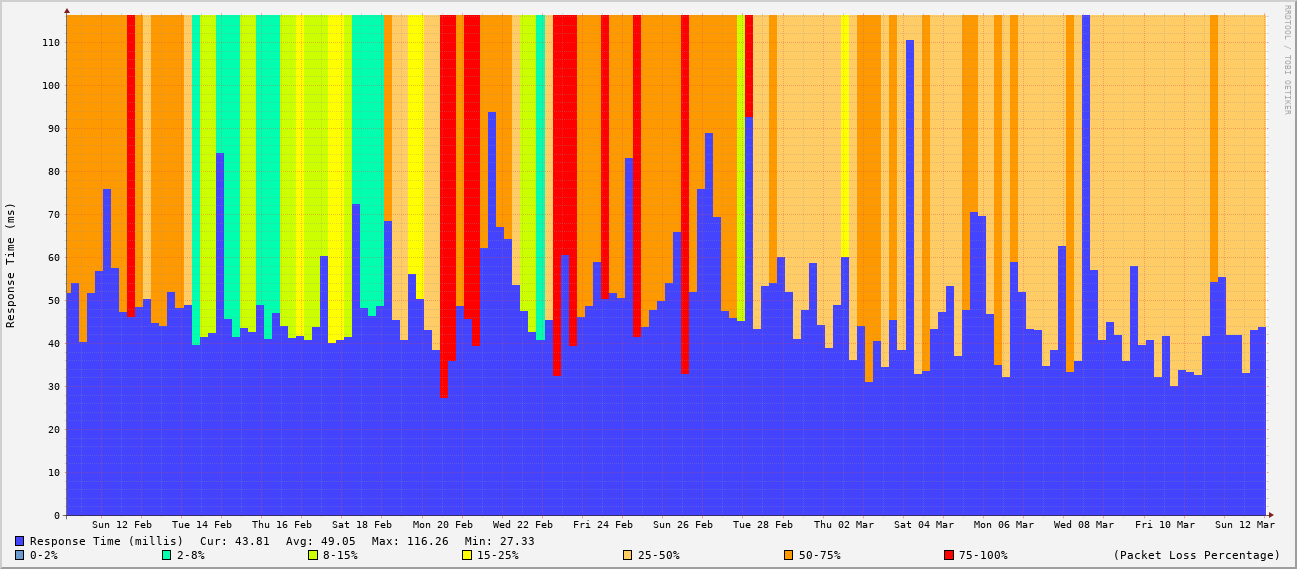 RRDTOOL / TOBI OETIKER
Response Time (ms)
110
100
90
80
70
60
50
40
30
20
10
0
Sun 12 Feb Tue 14 Feb Thu 16 Feb Sat 18 Feb Mon 20 Feb Wed 22 Feb Fri 24 Feb Sun 26 Feb Tue 28 Feb Thu 02 Mar Sat 04 Mar Mon 06 Mar Wed 08 Mar Fri 10 Mar Sun 12 Mar
Response Time (millis) Cur: 43.81 Avg: 49.05 Max: 116.26 Min: 27.33
0-2% 2-8% 8-15% 15-25% 25-50% 50-75% 75-100% (Packet Loss Percentage)